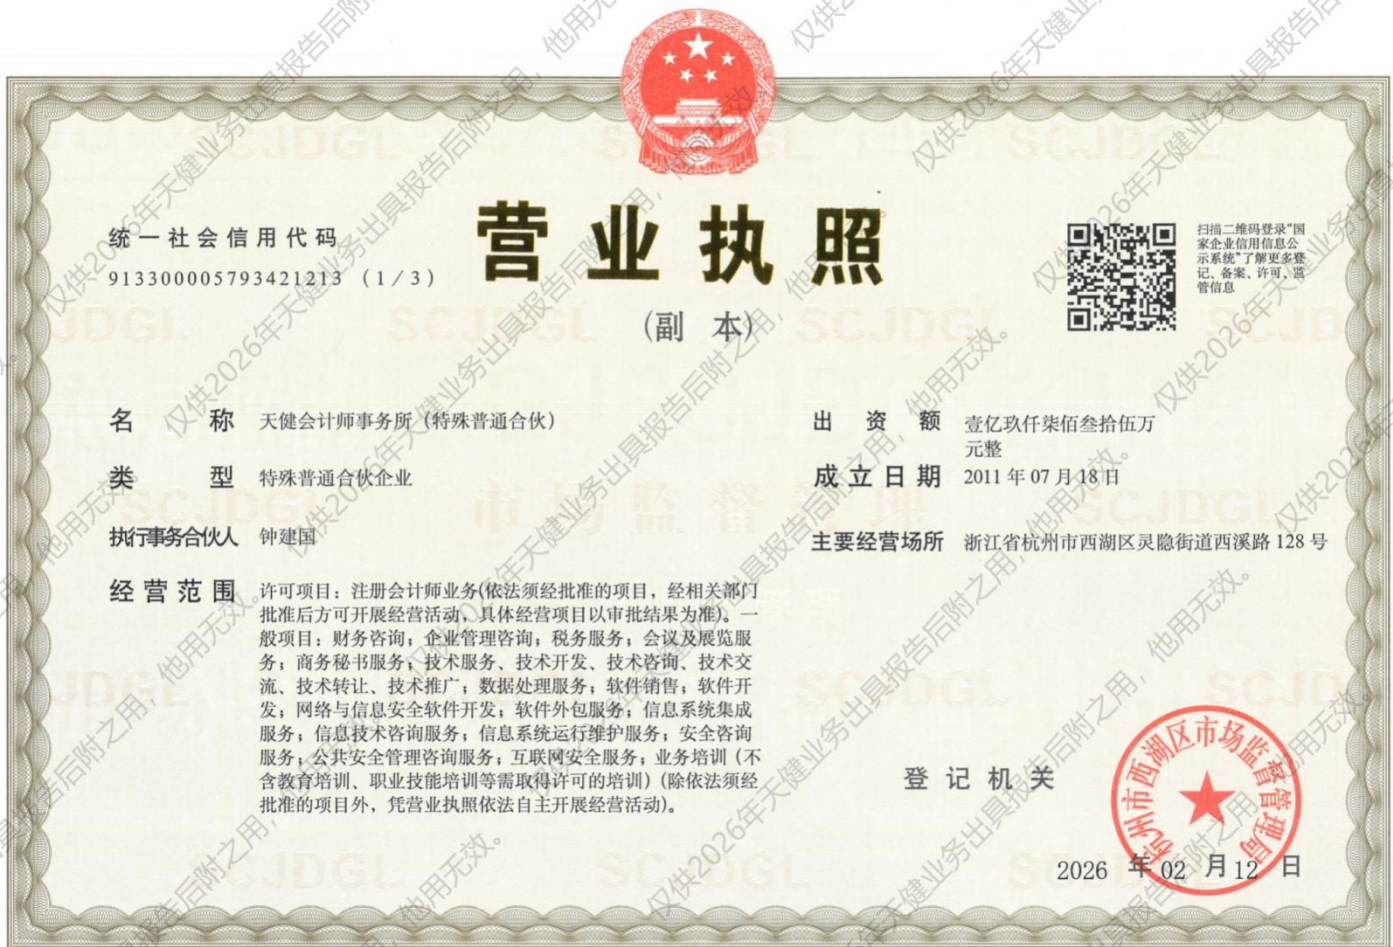 营业执照
(副 本)
统一社会信用代码
913300005793421213 (1/3)
扫描二维码登录“国
家企业信用信息公
示系统”了解更多登
记、备案、许可、监
管信息
名 称 天健会计师事务所（特殊普通合伙）
类 型 特殊普通合伙企业
执行事务合伙人 钟建国
经营范围 许可项目：注册会计师业务(依法须经批准的项目，经相关部门
批准后方可开展经营活动，具体经营项目以审批结果为准)。一
般项目：财务咨询；企业管理咨询；税务服务；会议及展览服
务；商务秘书服务；技术服务、技术开发、技术咨询、技术交
流、技术转让、技术推广；数据处理服务；软件销售；软件开
发；网络与信息安全软件开发；软件外包服务；信息系统集成
服务；信息技术咨询服务；信息系统运行维护服务；安全咨询
服务；公共安全管理咨询服务；互联网安全服务；业务培训（不
含教育培训、职业技能培训等需取得许可的培训）(除依法须经
批准的项目外，凭营业执照依法自主开展经营活动)。
出 资 额 壹亿玖仟柒佰叁拾伍万
元整
成立日期 2011年07月18日
主要经营场所 浙江省杭州市西湖区灵隐街道西溪路128号
登记机关
杭州市西湖区市场监督管理局
2026 年 02 月 12 日
仅供2026年天健业务出具报告后附之用，他用无效。
SCJDGL
市场监督管理